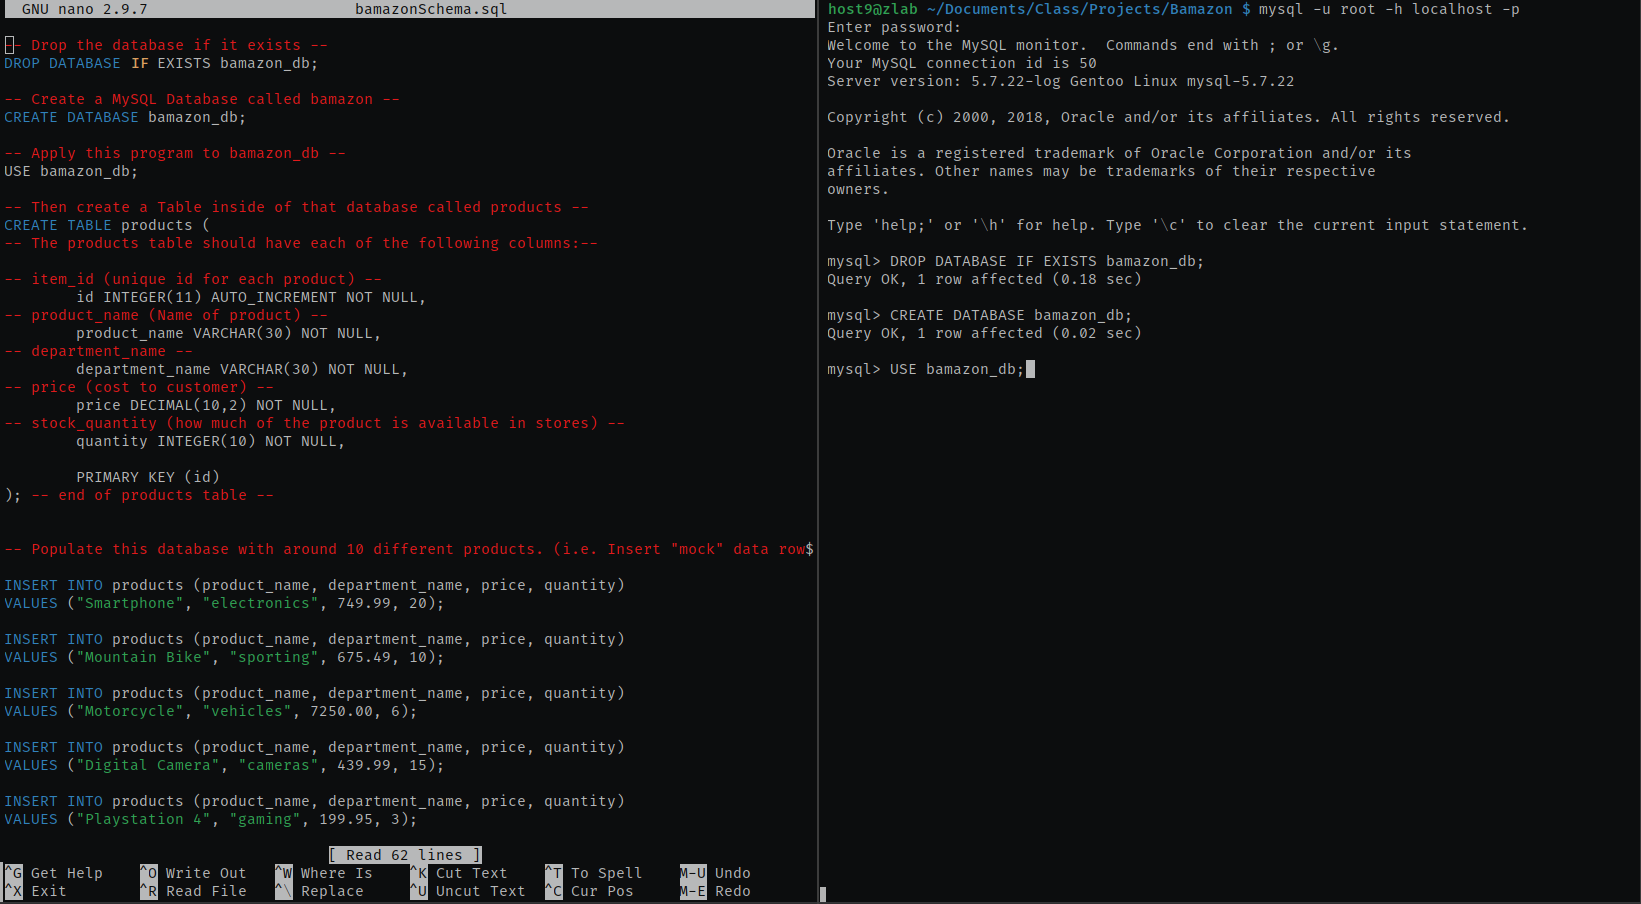 GNU nano 2.9.7 bamazonSchema.sql
-- Drop the database if it exists --
DROP DATABASE IF EXISTS bamazon_db;
-- Create a MySQL Database called bamazon --
CREATE DATABASE bamazon_db;
-- Apply this program to bamazon_db --
USE bamazon_db;
-- Then create a Table inside of that database called products --
CREATE TABLE products (
-- The products table should have each of the following columns:--
-- item_id (unique id for each product) --
id INTEGER(11) AUTO_INCREMENT NOT NULL,
-- product_name (Name of product) --
product_name VARCHAR(30) NOT NULL,
-- department_name --
department_name VARCHAR(30) NOT NULL,
-- price (cost to customer) --
price DECIMAL(10,2) NOT NULL,
-- stock_quantity (how much of the product is available in stores) --
quantity INTEGER(10) NOT NULL,
PRIMARY KEY (id)
); -- end of products table --
-- Populate this database with around 10 different products. (i.e. Insert "mock" data row$
INSERT INTO products (product_name, department_name, price, quantity)
VALUES ("Smartphone", "electronics", 749.99, 20);
INSERT INTO products (product_name, department_name, price, quantity)
VALUES ("Mountain Bike", "sporting", 675.49, 10);
INSERT INTO products (product_name, department_name, price, quantity)
VALUES ("Motorcycle", "vehicles", 7250.00, 6);
INSERT INTO products (product_name, department_name, price, quantity)
VALUES ("Digital Camera", "cameras", 439.99, 15);
INSERT INTO products (product_name, department_name, price, quantity)
VALUES ("Playstation 4", "gaming", 199.95, 3);
[ Read 62 lines ]
^G Get Help ^O Write Out ^W Where Is ^K Cut Text ^T To Spell M-U Undo
^X Exit ^R Read File ^\ Replace ^U Uncut Text ^C Cur Pos M-E Redo
host9@zlab ~/Documents/Class/Projects/Bamazon $ mysql -u root -h localhost -p
Enter password:
Welcome to the MySQL monitor.  Commands end with ; or \g.
Your MySQL connection id is 50
Server version: 5.7.22-log Gentoo Linux mysql-5.7.22
Copyright (c) 2000, 2018, Oracle and/or its affiliates. All rights reserved.
Oracle is a registered trademark of Oracle Corporation and/or its
affiliates. Other names may be trademarks of their respective
owners.
Type 'help;' or '\h' for help. Type '\c' to clear the current input statement.
mysql> DROP DATABASE IF EXISTS bamazon_db;
Query OK, 1 row affected (0.18 sec)
mysql> CREATE DATABASE bamazon_db;
Query OK, 1 row affected (0.02 sec)
mysql> USE bamazon_db;